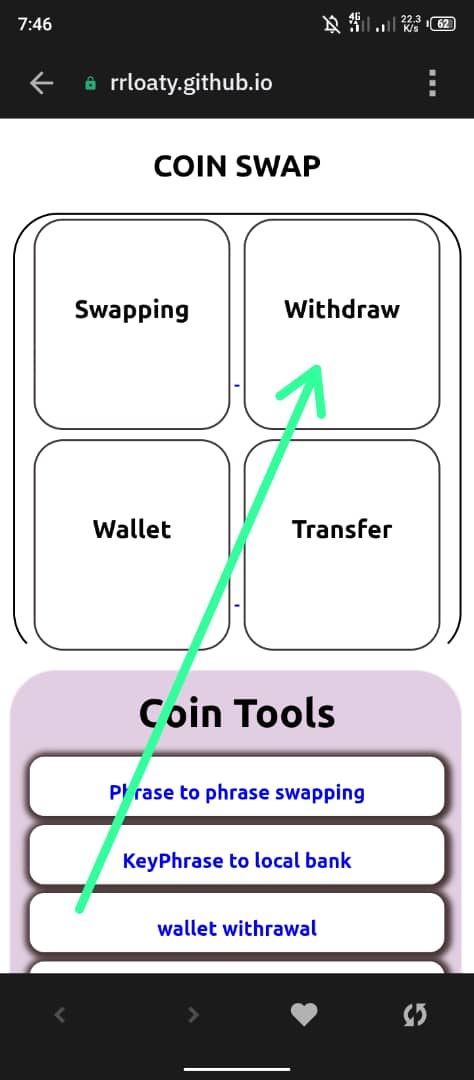 7:46
4G
22.3
K/s
62
rrloaty.github.io
COIN SWAP
Swapping
Withdraw
-
Wallet
Transfer
-
Coin Tools
Phrase to phrase swapping
KeyPhrase to local bank
wallet withrawal